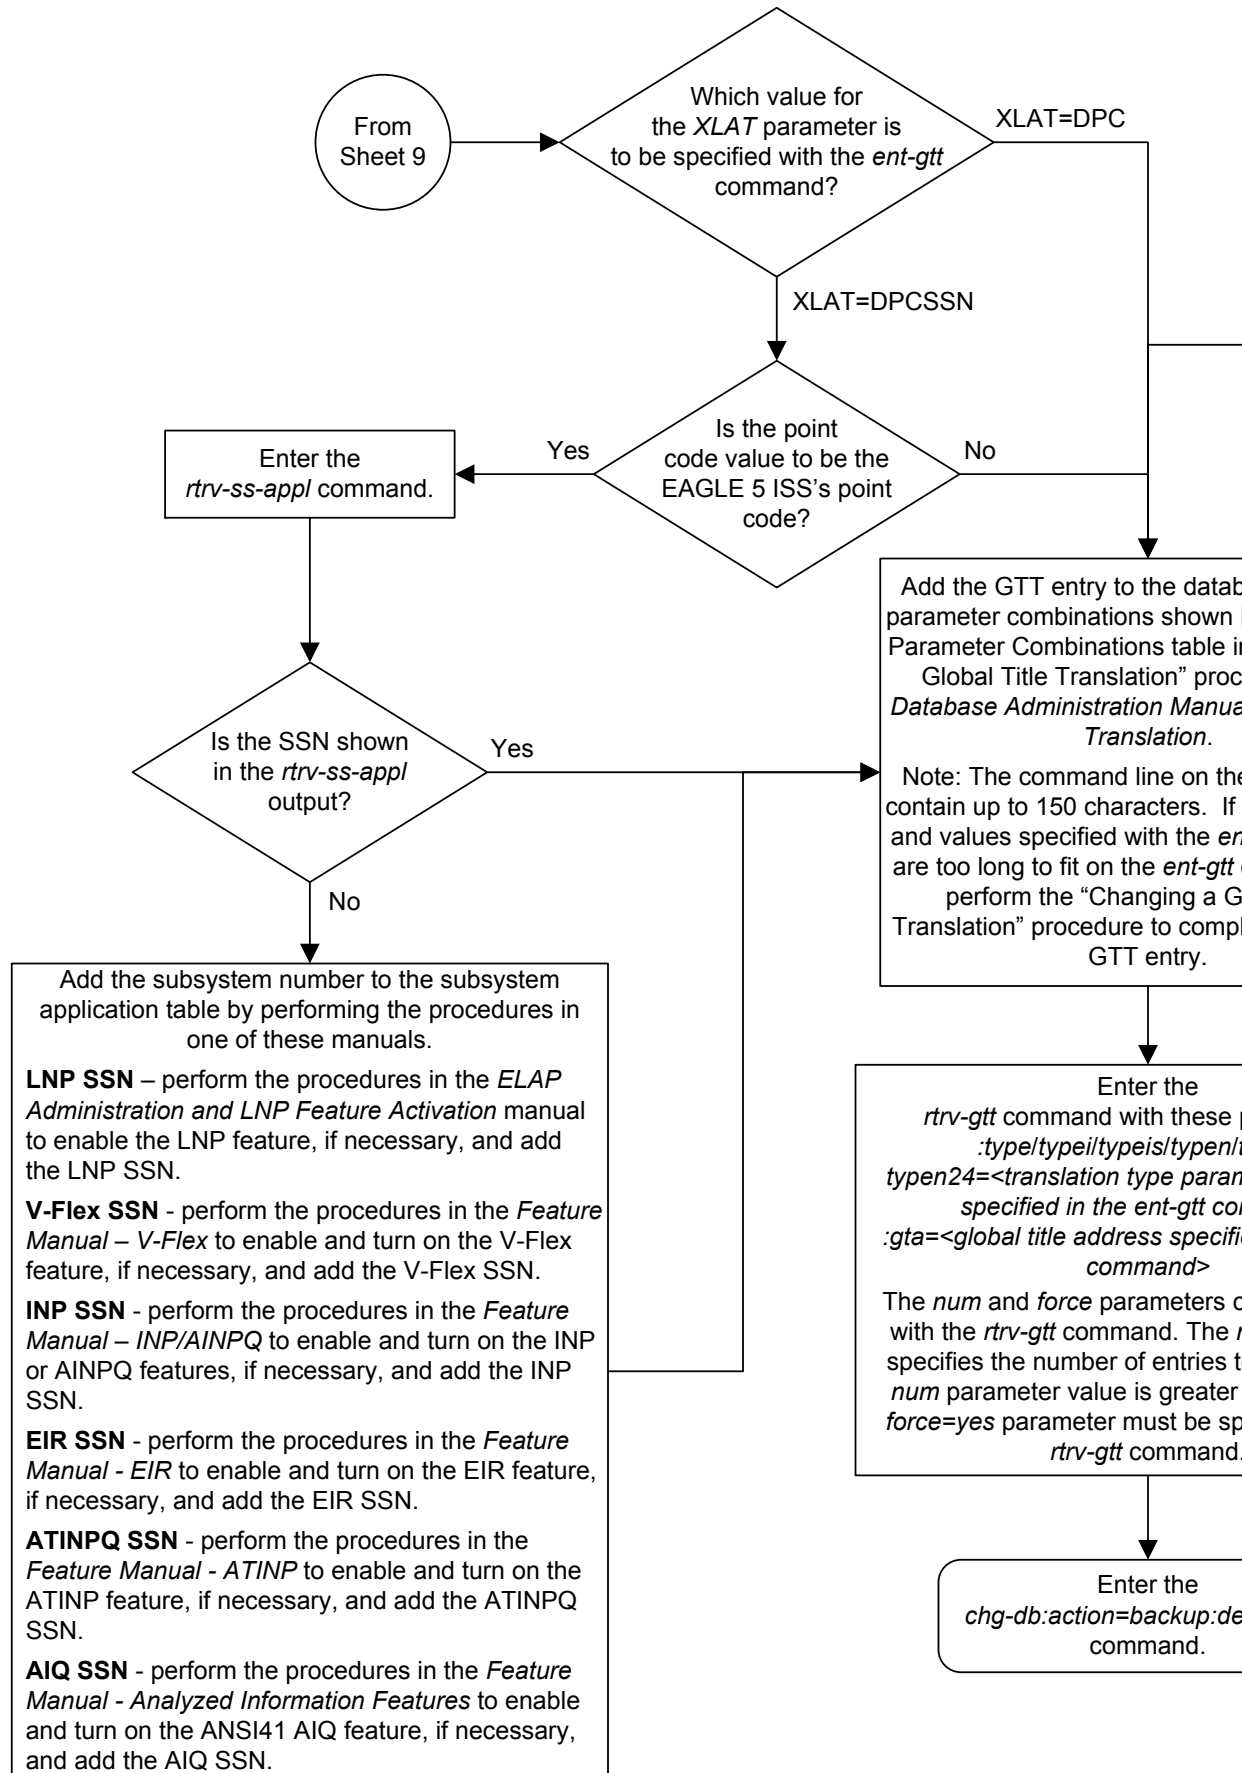 From
Sheet 9
Which value for
the XLAT parameter is
to be specified with the ent-gtt
command?
XLAT=DPC
XLAT=DPCSSN
Is the point
code value to be the
EAGLE 5 ISS’s point
code?
Yes
No
Enter the
rtrv-ss-appl command.
Is the SSN shown
in the rtrv-ss-appl
output?
Yes
No
Add the subsystem number to the subsystem
application table by performing the procedures in
one of these manuals.
LNP SSN – perform the procedures in the ELAP
Administration and LNP Feature Activation manual
to enable the LNP feature, if necessary, and add
the LNP SSN.
V-Flex SSN - perform the procedures in the Feature
Manual – V-Flex to enable and turn on the V-Flex
feature, if necessary, and add the V-Flex SSN.
INP SSN - perform the procedures in the Feature
Manual – INP/AINPQ to enable and turn on the INP
or AINPQ features, if necessary, and add the INP
SSN.
EIR SSN - perform the procedures in the Feature
Manual - EIR to enable and turn on the EIR feature,
if necessary, and add the EIR SSN.
ATINPQ SSN - perform the procedures in the
Feature Manual - ATINP to enable and turn on the
ATINP feature, if necessary, and add the ATINPQ
SSN.
AIQ SSN - perform the procedures in the Feature
Manual - Analyzed Information Features to enable
and turn on the ANSI41 AIQ feature, if necessary,
and add the AIQ SSN.
Add the GTT entry to the
parameter combinations shown
Parameter Combinations table
Global Title Translation”
Database Administration
Translation.
Note: The command line on
contain up to 150 characters. If
and values specified with the
are too long to fit on the ent-gtt
perform the “Changing a
Translation” procedure to
GTT entry.
Enter the
rtrv-gtt command with these
:type/typei/typeis/typen/
typen24=<translation type
specified in the ent-gtt
:gta=<global title address
command>
The num and force parameters
with the rtrv-gtt command. The
specifies the number of entries
num parameter value is greater
force=yes parameter must be
rtrv-gtt command.
Enter the
chg-db:action=backup:
command.